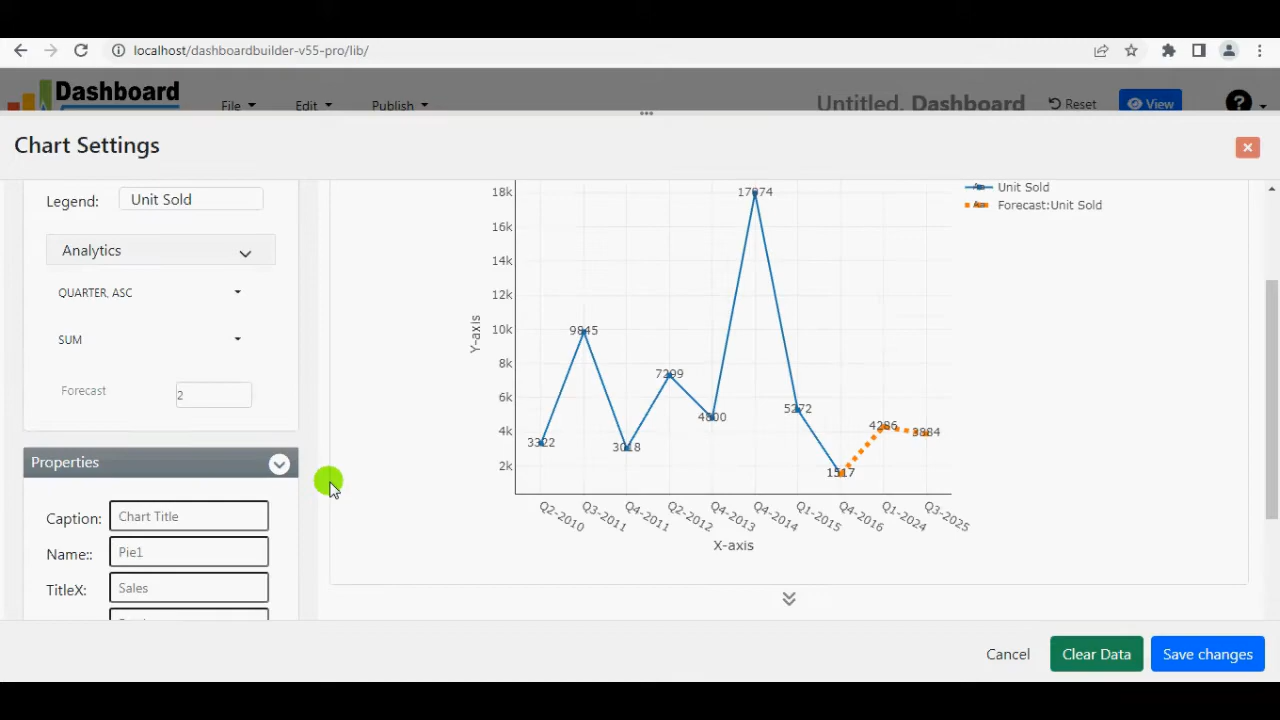 localhost/dashboardbuilder-v55-pro/lib/
Dashboard
File
Edit
Publish
Untitled, Dashboard
Reset
View
?
Chart Settings
Legend:
Unit Sold
Analytics
QUARTER, ASC
SUM
Forecast
2
Properties
Caption:
Chart Title
Name::
Pie1
TitleX:
Sales
18k
16k
14k
12k
10k
8k
6k
4k
2k
Y-axis
3322
9845
3018
7299
4800
5272
1517
4286
3884
Q2-2010
Q3-2011
Q4-2011
Q2-2012
Q4-2013
Q4-2014
Q1-2015
Q4-2016
Q1-2024
Q3-2025
X-axis
Unit Sold
Forecast:Unit Sold
Cancel
Clear Data
Save changes